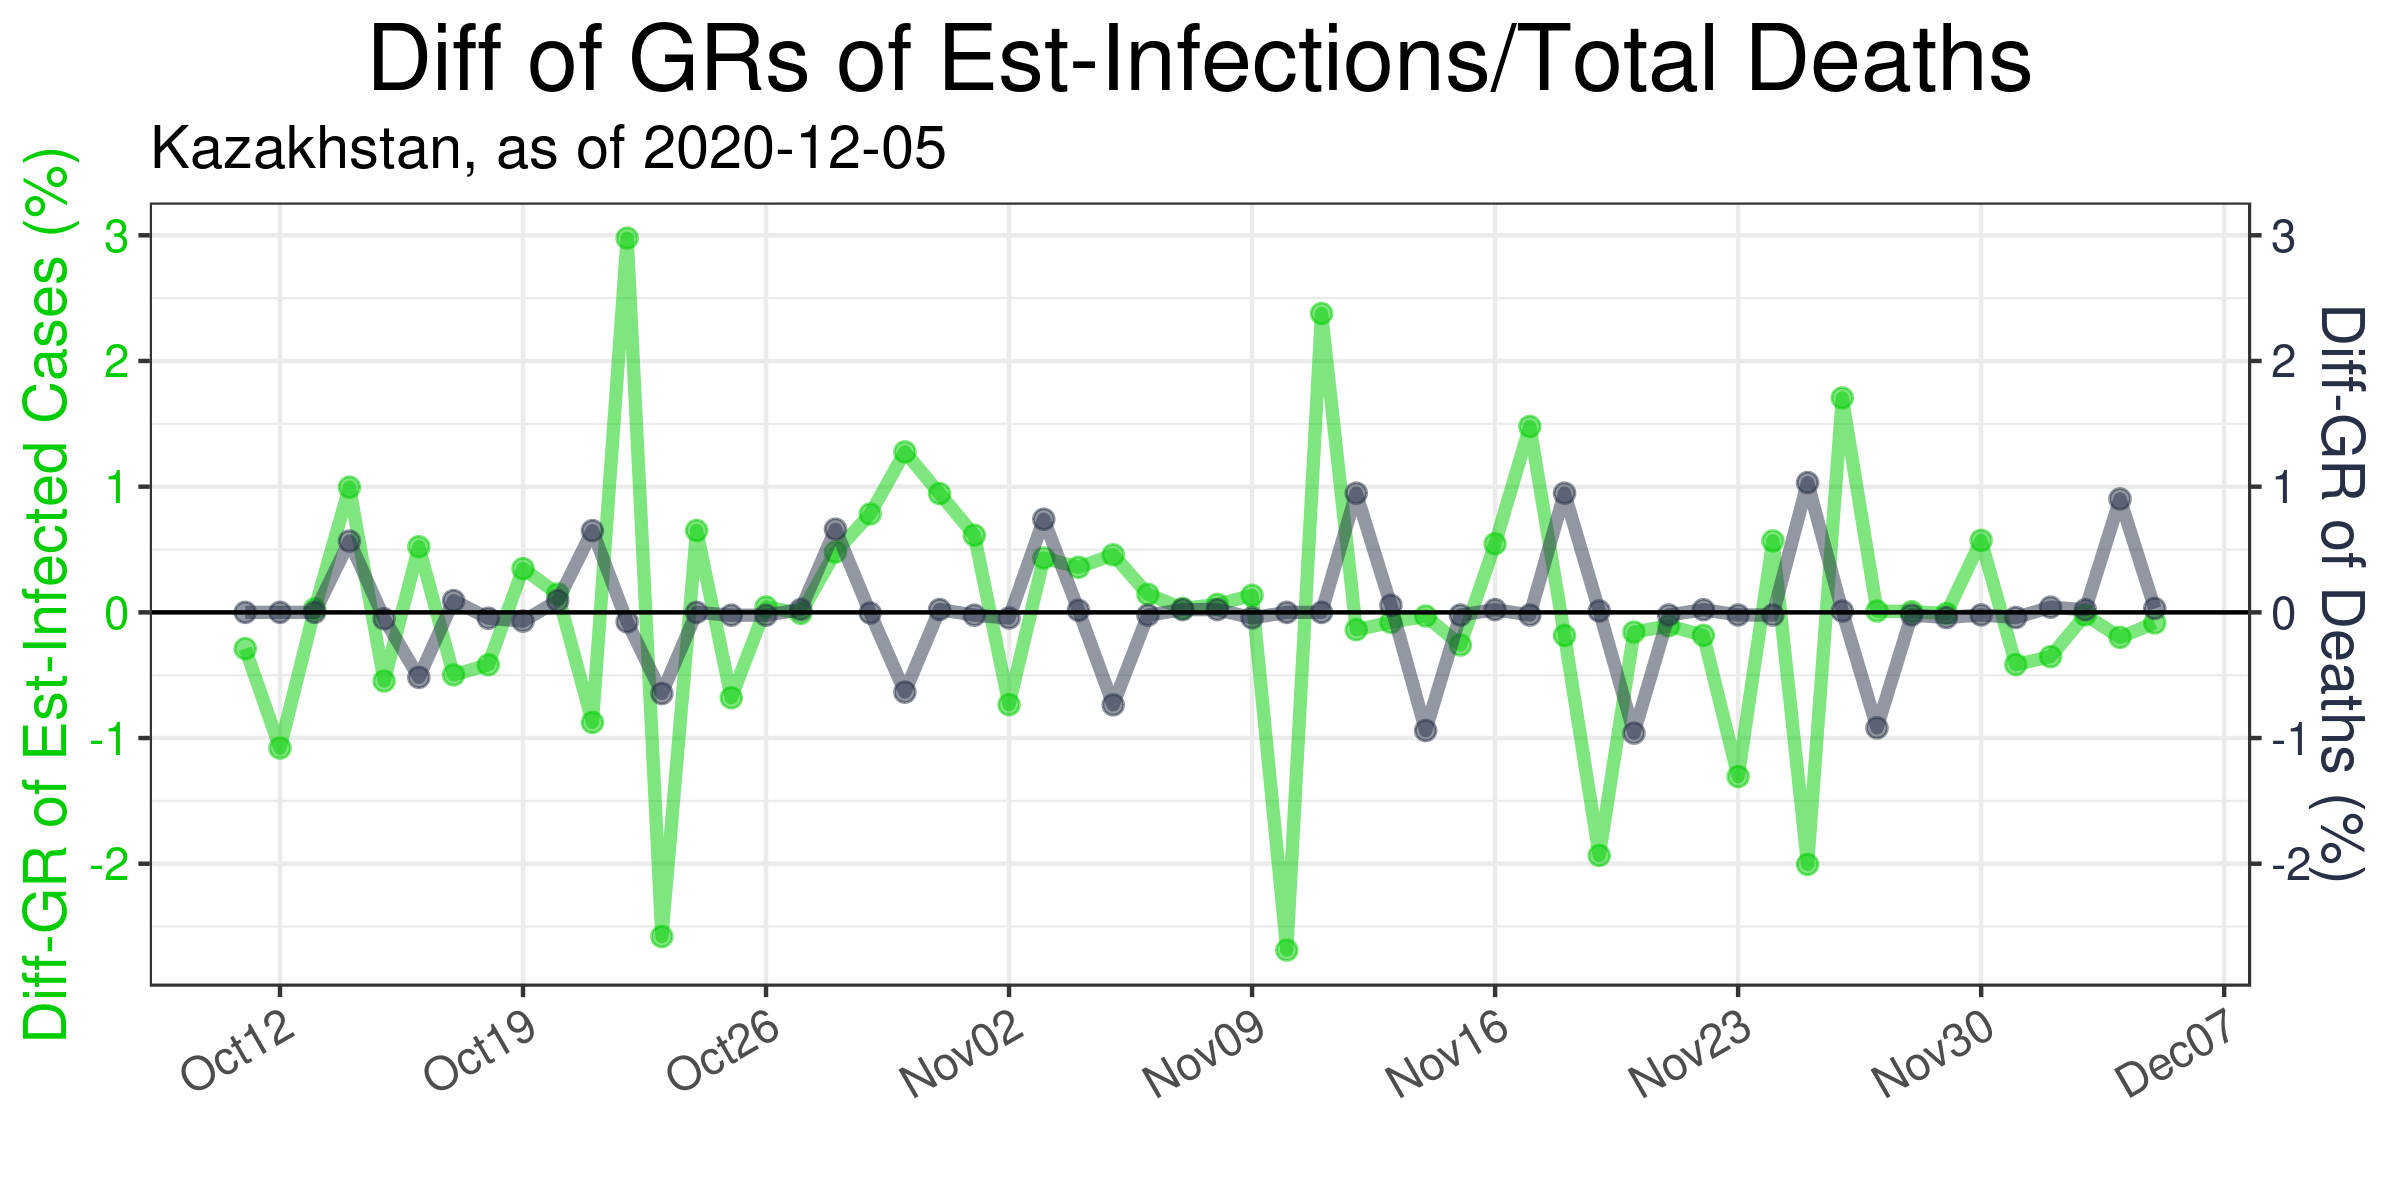 Diff of GRs of Est-Infections/Total Deaths
Kazakhstan, as of 2020-12-05
Diff-GR of Est-Infected Cases (%)
3
2
1
0
-1
-2
3
2
1
0
-1
-2
Diff-GR of Deaths (%)
Oct12
Oct19
Oct26
Nov02
Nov09
Nov16
Nov23
Nov30
Dec07